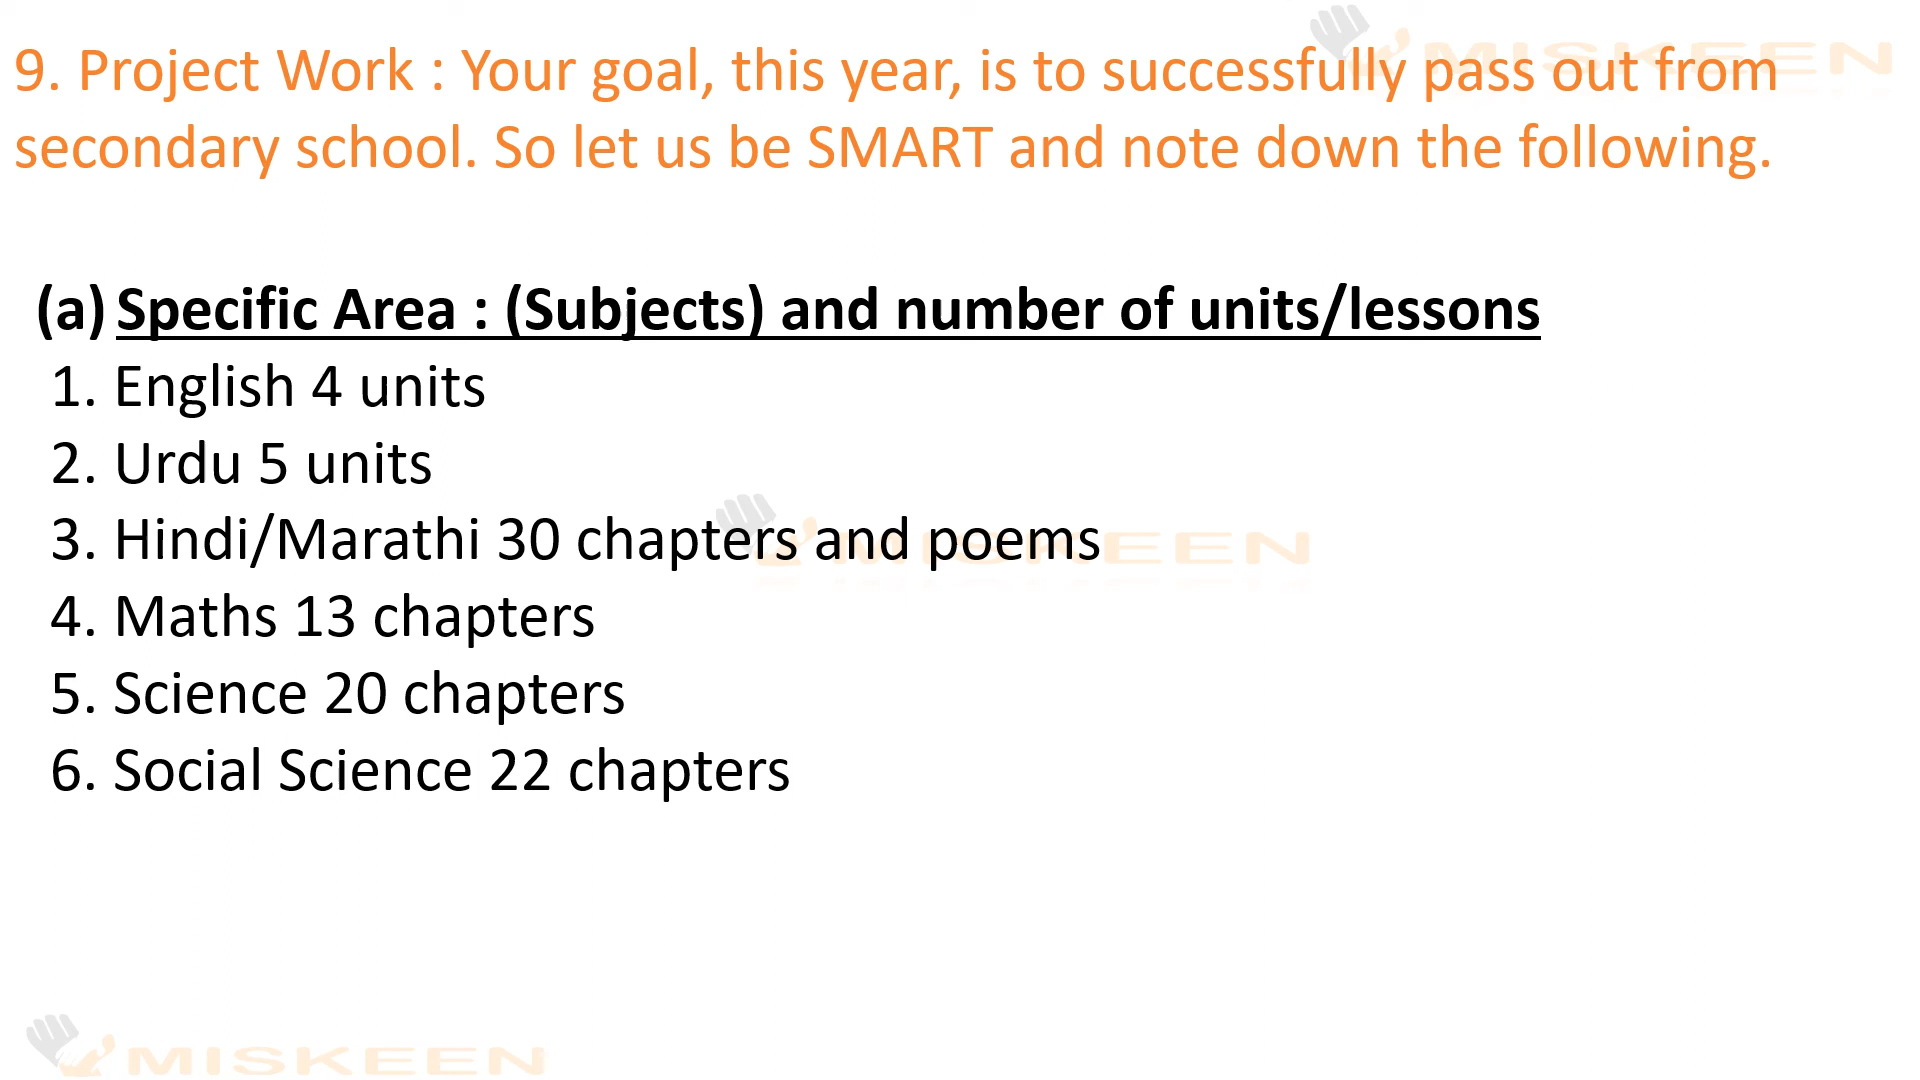 MISKEEN
9. Project Work : Your goal, this year, is to successfully pass out from
secondary school. So let us be SMART and note down the following.
(a) Specific Area : (Subjects) and number of units/lessons
1. English 4 units
2. Urdu 5 units
3. Hindi/Marathi 30 chapters and poems
MISKEEN
4. Maths 13 chapters
5. Science 20 chapters
6. Social Science 22 chapters
MISKEEN